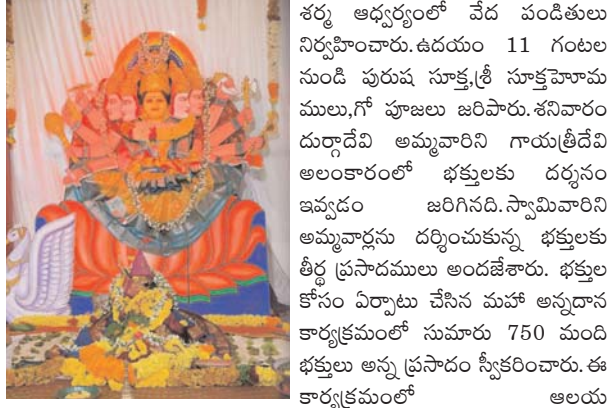 శర్మ ఆధ్వర్యంలో వేద పండితులు
నిర్వహించారు.ఉదయం 11 గంటల
నుండి పురుష సూక్త,శ్రీ సూక్తహెూమ
ములు,గో పూజలు జరిపారు.శనివారం
దుర్గాదేవి అమ్మవారిని గాయత్రీదేవి
అలంకారంలో భక్తులకు దర్శనం
ఇవ్వడం జరిగినది.స్వామివారిని
అమ్మవార్లను దర్శించుకున్న భక్తులకు
తీర్థ ప్రసాదములు అందజేశారు. భక్తుల
కోసం ఏర్పాటు చేసిన మహా అన్నదాన
కార్యక్రమంలో సుమారు 750 మంది
భక్తులు అన్న ప్రసాదం స్వీకరించారు.ఈ
కార్యక్రమంలో ఆలయ